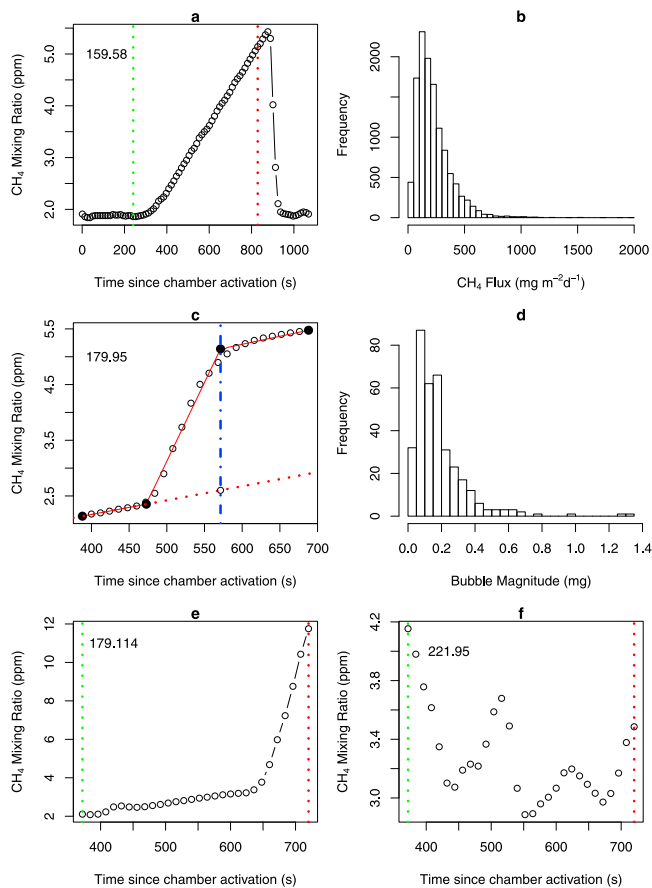 a
159.58
CH4 Mixing Ratio (ppm)
2.0 3.0 4.0 5.0
0 200 400 600 800 1000
Time since chamber activation (s)
b
Frequency
0 500 1000 2000
0 500 1000 1500 2000
CH4 Flux (mg m−2d−1)
c
179.95
CH4 Mixing Ratio (ppm)
2.5 3.5 4.5 5.5
400 450 500 550 600 650 700
Time since chamber activation (s)
d
Frequency
0 20 40 60 80
0.0 0.2 0.4 0.6 0.8 1.0 1.2 1.4
Bubble Magnitude (mg)
e
179.114
CH4 Mixing Ratio (ppm)
2 4 6 8 10 12
400 500 600 700
Time since chamber activation (s)
f
221.95
CH4 Mixing Ratio (ppm)
3.0 3.4 3.8 4.2
400 500 600 700
Time since chamber activation (s)